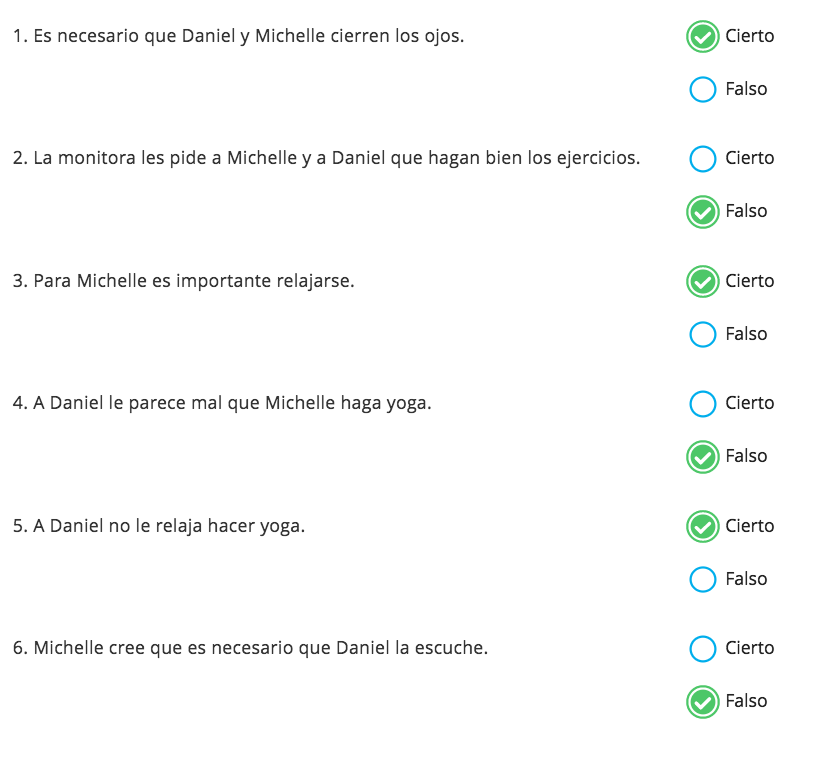 1. Es necesario que Daniel y Michelle cierren los ojos.
Cierto
Falso
2. La monitora les pide a Michelle y a Daniel que hagan bien los ejercicios.
Cierto
Falso
3. Para Michelle es importante relajarse.
Cierto
Falso
4. A Daniel le parece mal que Michelle haga yoga.
Cierto
Falso
5. A Daniel no le relaja hacer yoga.
Cierto
Falso
6. Michelle cree que es necesario que Daniel la escuche.
Cierto
Falso